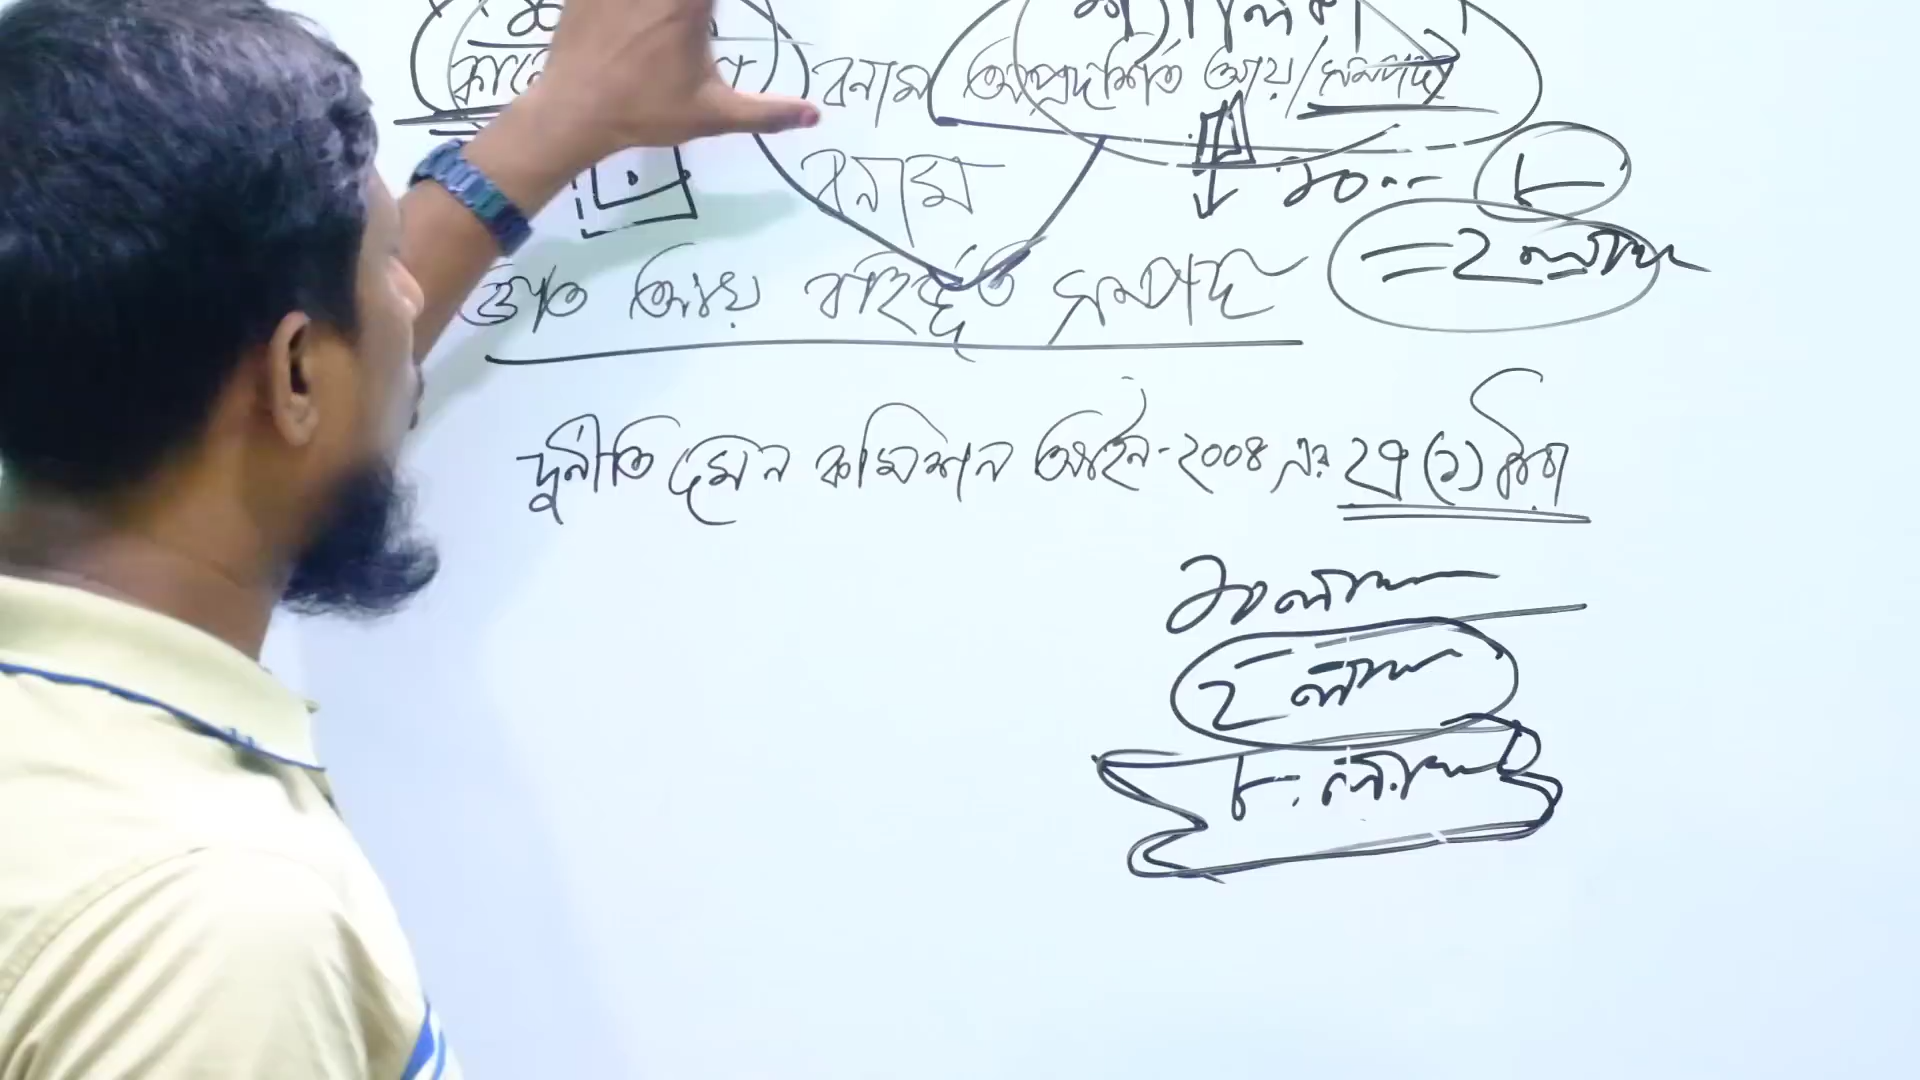 বনাম অপ্রদর্শিত আয়/সম্পদ
বনাম
১০
৮
জ্ঞাত আয় বহির্ভূত সম্পদ
= ২ লাখ
দুর্নীতি দমন কমিশন আইন-২০০৪ এর ২৭ (১) ধারা
১০ লাখ
২ লাখ
৮ লাখ